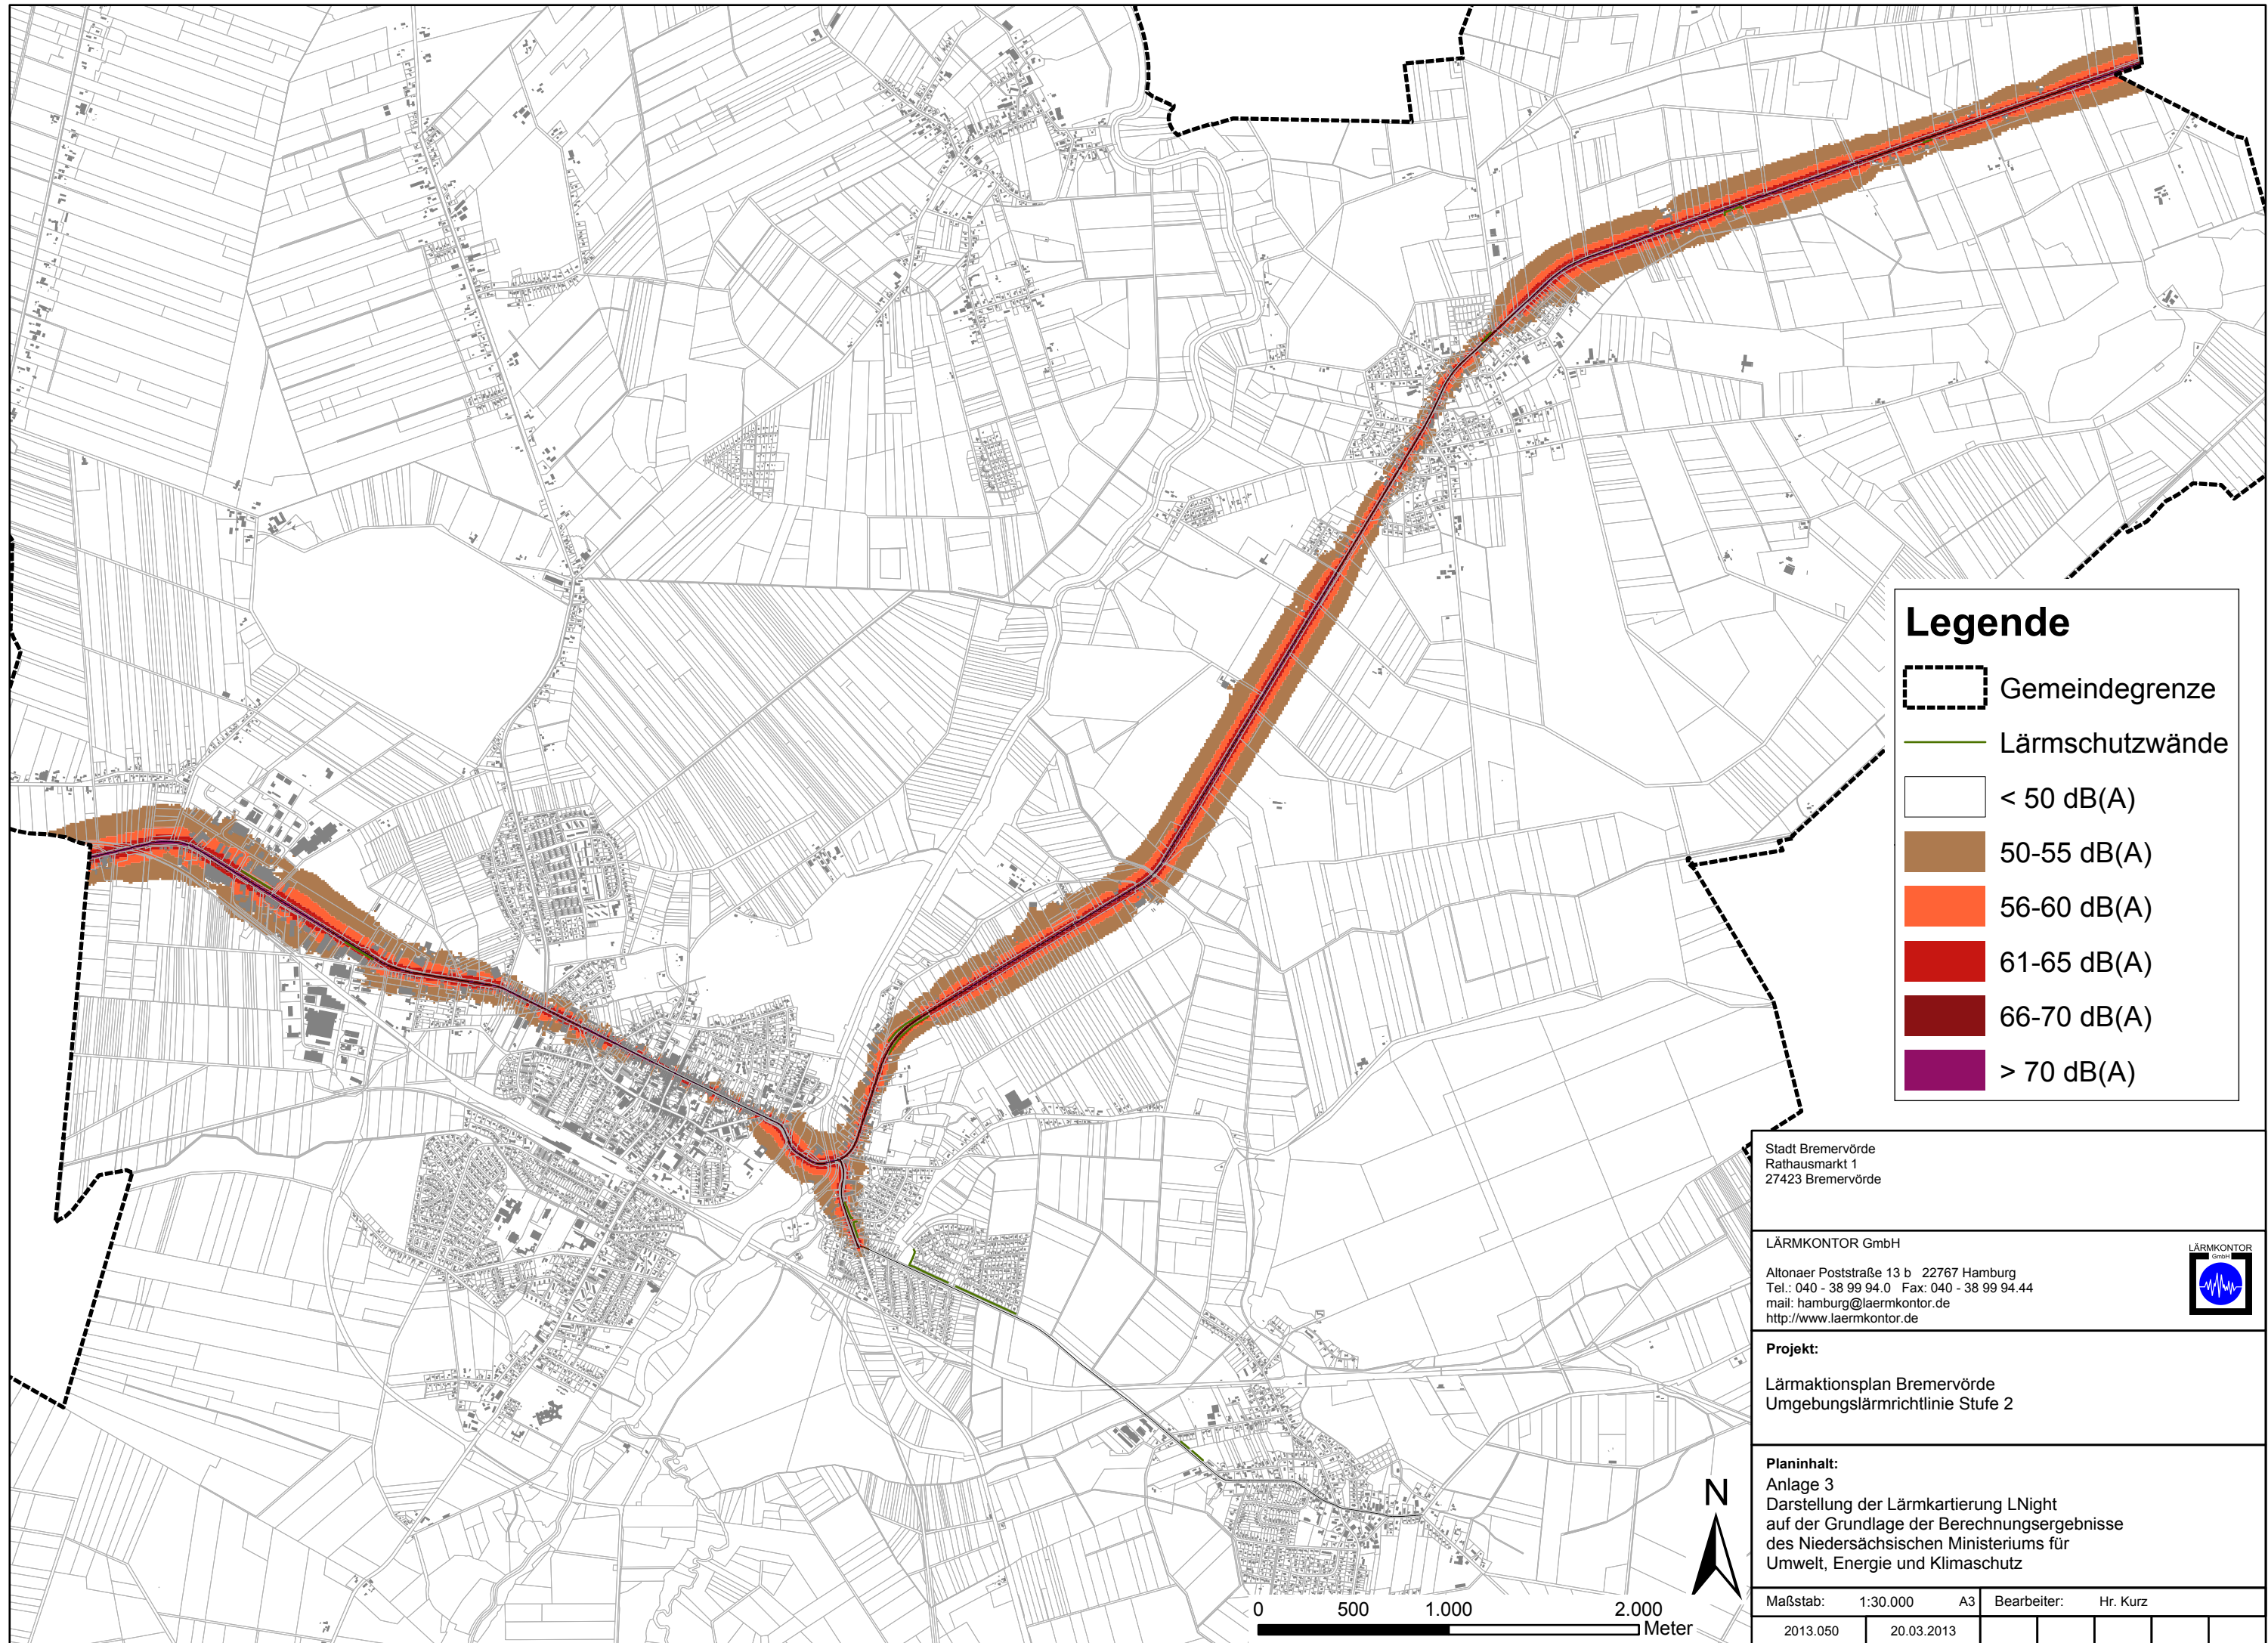 Legende
Gemeindegrenze
Lärmschutzwände
< 50 dB(A)
50-55 dB(A)
56-60 dB(A)
61-65 dB(A)
66-70 dB(A)
> 70 dB(A)
Stadt Bremervörde
Rathausmarkt 1
27423 Bremervörde
LÄRMKONTOR GmbH
Altonaer Poststraße 13 b 22767 Hamburg
Tel.: 040 - 38 99 94.0 Fax: 040 - 38 99 94.44
mail: hamburg@laermkontor.de
http://www.laermkontor.de
LÄRMKONTOR
GmbH
Projekt:
Lärmaktionsplan Bremervörde
Umgebungslärmrichtlinie Stufe 2
Planinhalt:
Anlage 3
Darstellung der Lärmkartierung LNight
auf der Grundlage der Berechnungsergebnisse
des Niedersächsischen Ministeriums für
Umwelt, Energie und Klimaschutz
Maßstab: 1:30.000 A3 Bearbeiter: Hr. Kurz
2013.050 20.03.2013
N
0 500 1.000 2.000
Meter